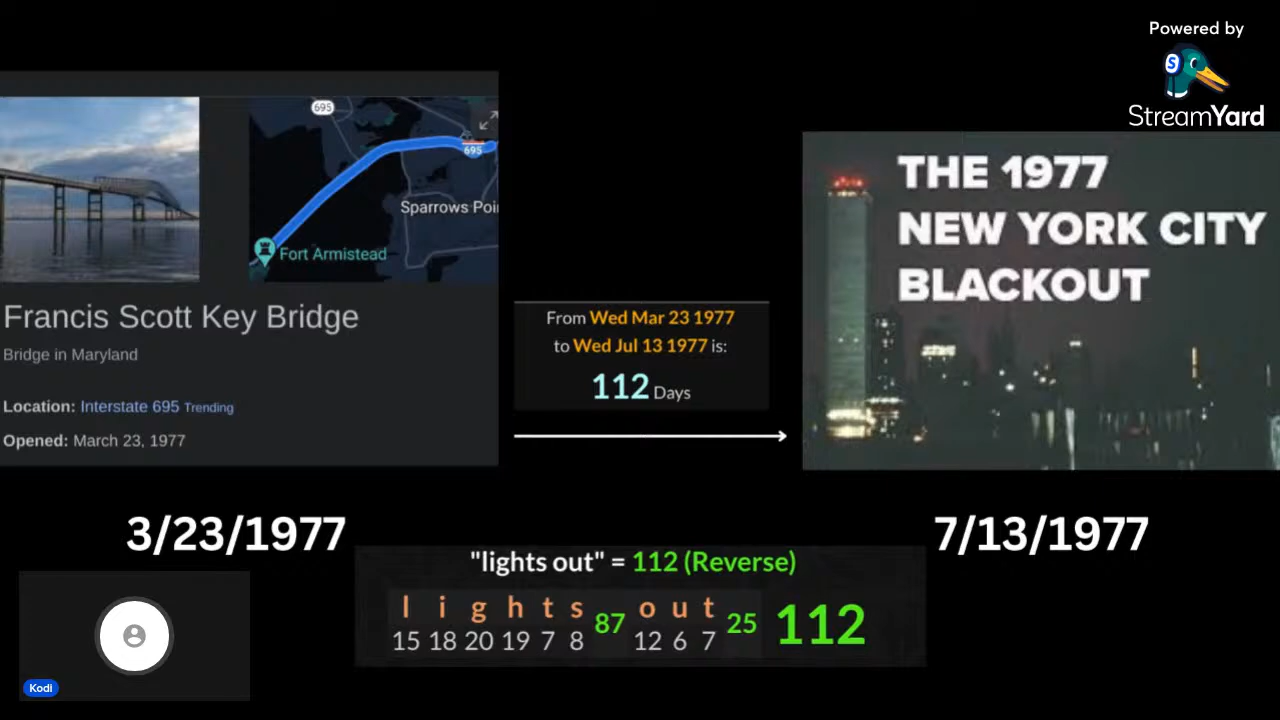 Powered by
StreamYard
695
695
Sparrows Poi
Fort Armistead
Francis Scott Key Bridge
Bridge in Maryland
Location: Interstate 695 Trending
Opened: March 23, 1977
From Wed Mar 23 1977
to Wed Jul 13 1977 is:
112 Days
THE 1977
NEW YORK CITY
BLACKOUT
3/23/1977
7/13/1977
"lights out" = 112 (Reverse)
l i g h t s 87 o u t 25 112
15 18 20 19 7 8 12 6 7
Kodi